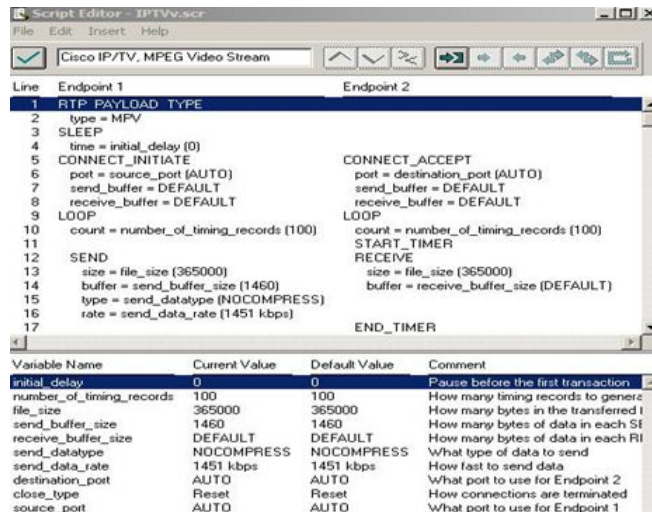 Script Editor - IPTVv.scr
File Edit Insert Help
Cisco IP/TV, MPEG Video Stream
Line Endpoint 1 Endpoint 2
1 RTP_PAYLOAD_TYPE
2 type = MPV
3 SLEEP
4 time = initial_delay (0)
5 CONNECT_INITIATE CONNECT_ACCEPT
6 port = source_port (AUTO) port = destination_port (AUTO)
7 send_buffer = DEFAULT send_buffer = DEFAULT
8 receive_buffer = DEFAULT receive_buffer = DEFAULT
9 LOOP LOOP
10 count = number_of_timing_records (100) count = number_of_timing_records (100)
11 START_TIMER
12 SEND RECEIVE
13 size = file_size (365000) size = file_size (365000)
14 buffer = send_buffer_size (1460) buffer = receive_buffer_size (DEFAULT)
15 type = send_datatype (NOCOMPRESS)
16 rate = send_data_rate (1451 kbps)
17 END_TIMER
Variable Name Current Value Default Value Comment
initial_delay 0 0 Pause before the first transaction
number_of_timing_records 100 100 How many timing records to genera
file_size 365000 365000 How many bytes in the transferred
send_buffer_size 1460 1460 How many bytes of data in each SE
receive_buffer_size DEFAULT DEFAULT How many bytes of data in each RE
send_datatype NOCOMPRESS NOCOMPRESS What type of data to send
send_data_rate 1451 kbps 1451 kbps How fast to send data
destination_port AUTO AUTO What port to use for Endpoint 2
close_type Reset Reset How connections are terminated
source_port AUTO AUTO What port to use for Endpoint 1